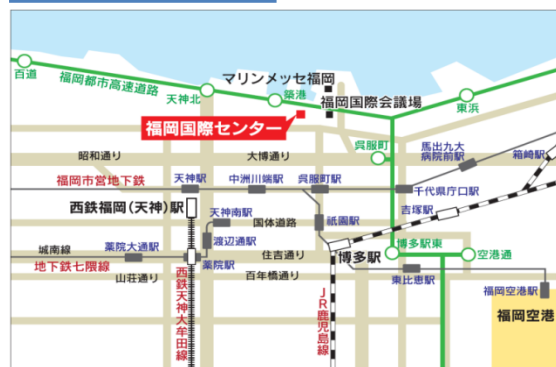 百道
福岡都市高速道路
天神北
マリンメッセ福岡
築港
福岡国際会議場
東浜
福岡国際センター
呉服町
馬出九大
病院前駅
箱崎駅
昭和通り
大博通り
福岡市営地下鉄
天神駅
中洲川端駅
呉服町駅
千代県庁口駅
西鉄福岡(天神)駅
天神南駅
国体道路
祇園駅
吉塚駅
城南線
薬院大通駅
渡辺通駅
住吉通り
博多駅
博多駅東
空港通
地下鉄七隈線
山荘通り
薬院駅
百年橋通り
東比恵駅
福岡空港駅
福岡空港
西鉄天神大牟田線
JR鹿児島線